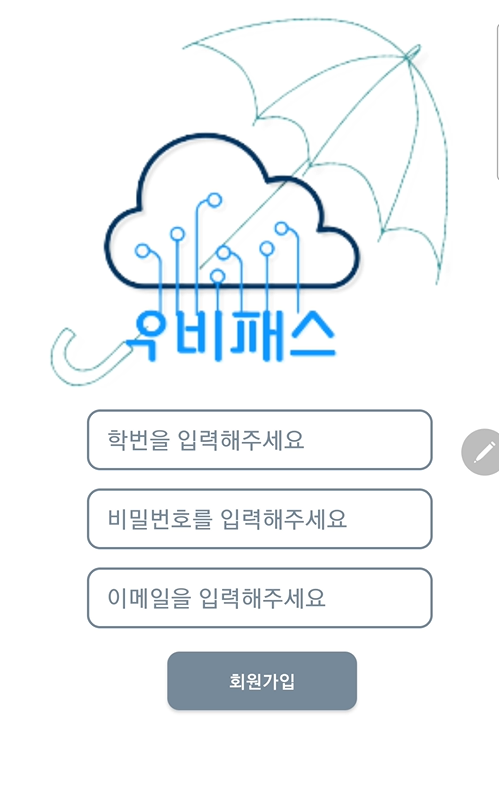 우비패스
학번을 입력해주세요
비밀번호를 입력해주세요
이메일을 입력해주세요
회원가입